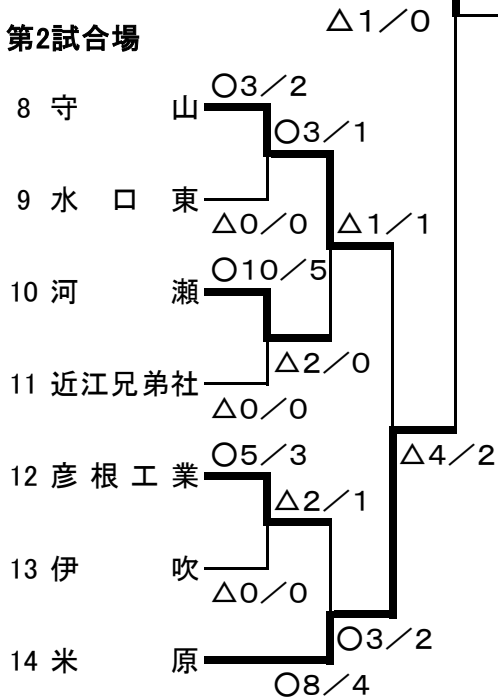 △1／0
第2試合場
○3／2
8 守 山
○3／1
9 水 口 東
△0／0
△1／1
○10／5
10 河 瀬
△2／0
11 近江兄弟社
△0／0
○5／3
△4／2
12 彦根工業
△2／1
13 伊 吹
△0／0
○3／2
14 米 原
○8／4